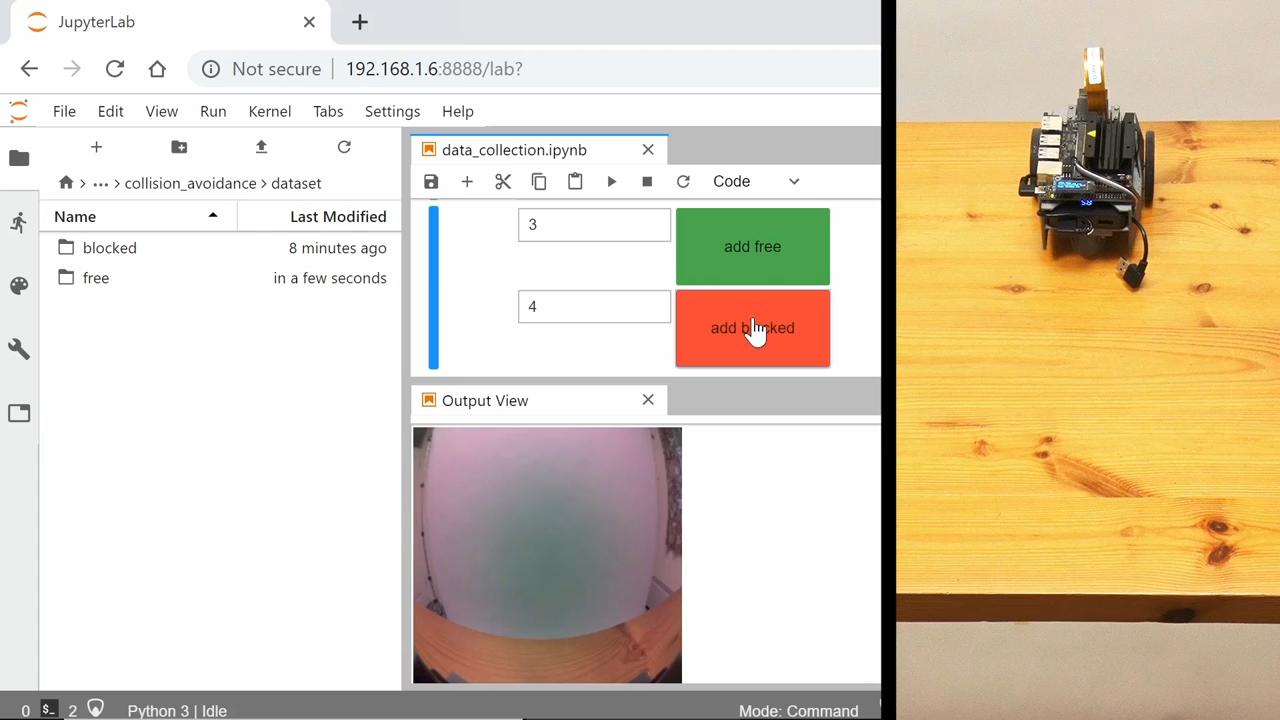 JupyterLab
Not secure 192.168.1.6:8888/lab?
File Edit View Run Kernel Tabs Settings Help
data_collection.ipynb
… > collision_avoidance > dataset
Code
Name Last Modified
blocked 8 minutes ago
free in a few seconds
3
add free
4
add blocked
Output View
0 $_ 2 Python 3 | Idle
Mode: Command